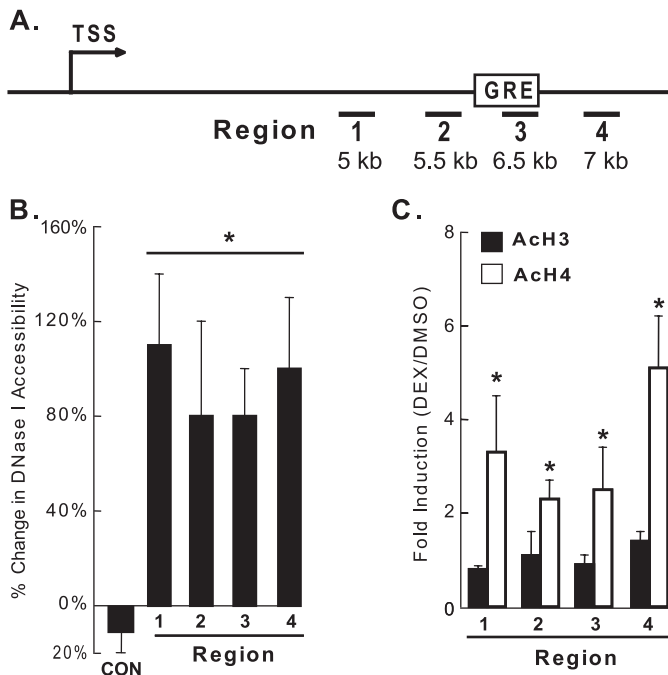 A.
TSS
GRE
Region 1 2 3 4
5 kb 5.5 kb 6.5 kb 7 kb
B.
160%
120%
80%
40%
0%
20%
% Change in DNase I Accessibility
*
CON
1 2 3 4
Region
C.
8
6
4
2
0
Fold Induction (DEX/DMSO)
AcH3
AcH4
* * * *
1 2 3 4
Region